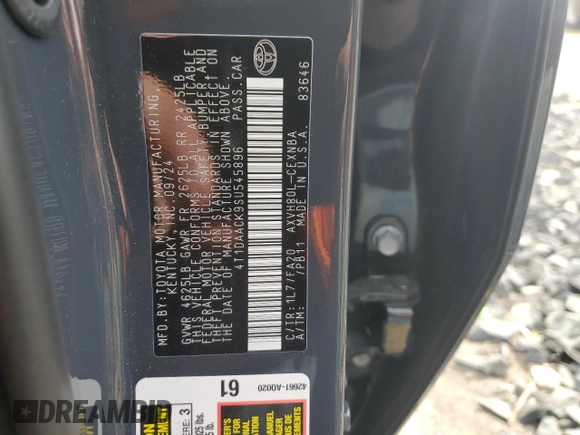 MFD.BY:TOYOTA MOTOR MANUFACTURING
KENTUCKY, INC. 09/24
GVWR 4625LB GAWR FR 2625LB RR 2425LB
THIS VEHICLE CONFORMS TO ALL APPLICABLE
FEDERAL MOTOR VEHICLE SAFETY, BUMPER, AND
THEFT PREVENTION STANDARDS IN EFFECT ON
THE DATE OF MANUFACTURE SHOWN ABOVE.
4T1DAACK9SU545896 PASS.CAR
C/TR: 1L7/FA20 AXVH80L-CEXNBA
A/TM: /PB11 MADE IN U.S.A. 83646
42661-A0020
61
DREAMBID